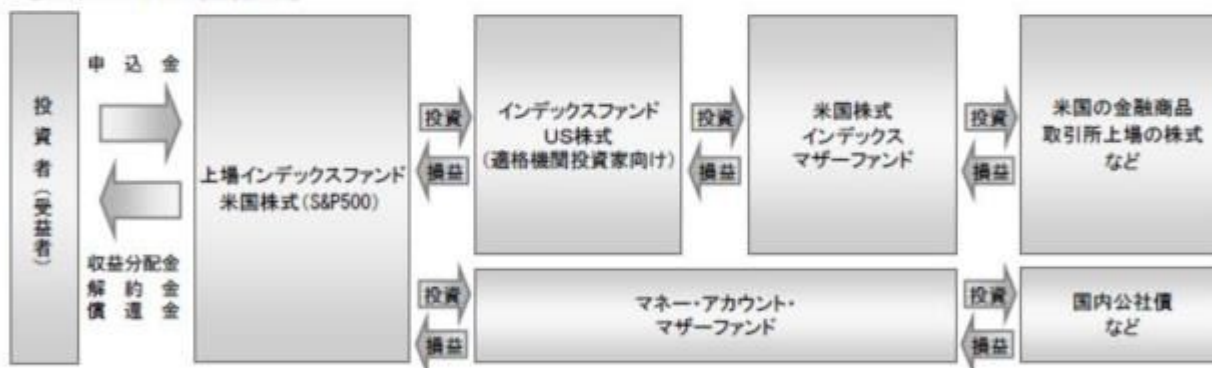 投資者(受益者)
申込金
収益分配金
解約金
償還金
上場インデックスファンド
米国株式(S&P500)
投資
損益
インデックスファンド
US株式
(適格機関投資家向け)
投資
損益
米国株式
インデックス
マザーファンド
投資
損益
米国の金融商品
取引所上場の株式
など
投資
損益
マネー・アカウント・
マザーファンド
投資
損益
国内公社債
など